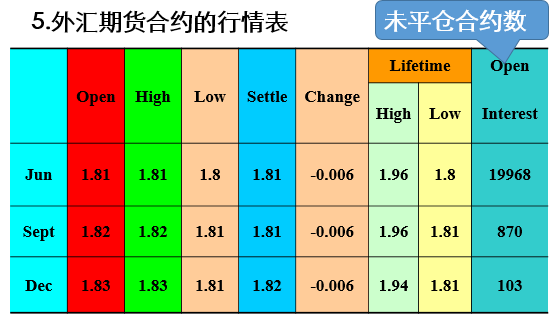 5.外汇期货合约的行情表
未平仓合约数
Open High Low Settle Change Lifetime Open Interest
High Low
Jun 1.81 1.81 1.8 1.81 -0.006 1.96 1.8 19968
Sept 1.82 1.82 1.81 1.81 -0.006 1.96 1.81 870
Dec 1.83 1.83 1.81 1.82 -0.006 1.94 1.81 103